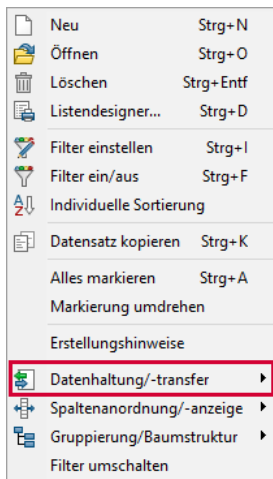 Neu Strg+N
Öffnen Strg+O
Löschen Strg+Entf
Listendesigner... Strg+D
Filter einstellen Strg+I
Filter ein/aus Strg+F
Individuelle Sortierung
Datensatz kopieren Strg+K
Alles markieren Strg+A
Markierung umdrehen
Erstellungshinweise
Datenhaltung/-transfer
Spaltenanordnung/-anzeige
Gruppierung/Baumstruktur
Filter umschalten